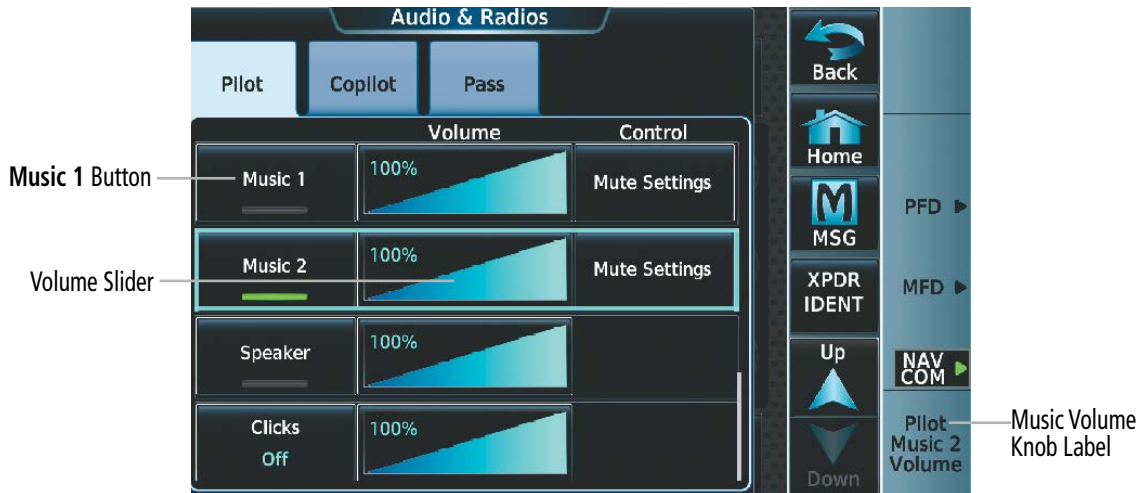 Audio & Radios
Pilot
Copilot
Pass
Volume
Control
Music 1
100%
Mute Settings
Music 2
100%
Mute Settings
Speaker
100%
Clicks
Off
100%
Back
Home
MSG
XPDR
IDENT
Up
Down
PFD
MFD
NAV
COM
Pilot
Music 2
Volume
Music 1 Button
Volume Slider
Music Volume
Knob Label